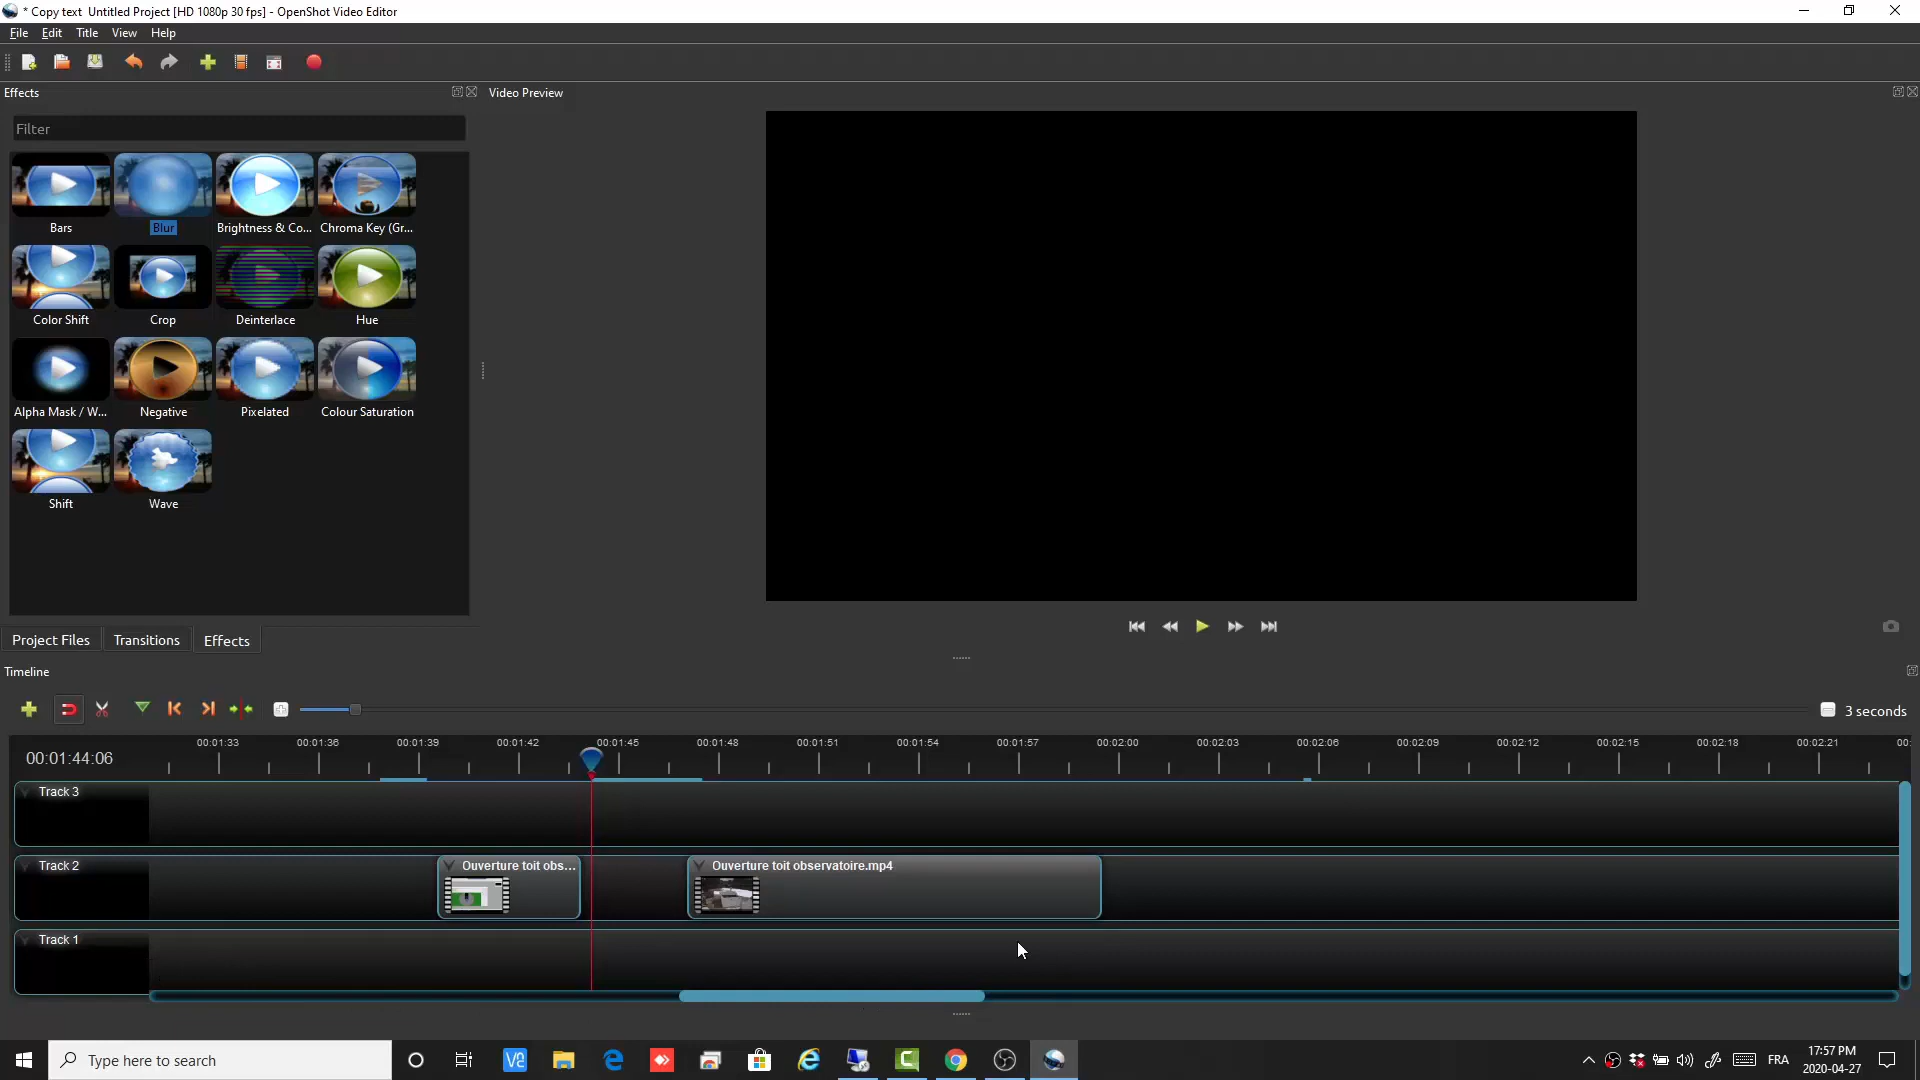 * Copy text  Untitled Project [HD 1080p 30 fps] - OpenShot Video Editor
File Edit Title View Help
Effects
Video Preview
Filter
Bars
Blur
Brightness & Co...
Chroma Key (Gr...
Color Shift
Crop
Deinterlace
Hue
Alpha Mask / W...
Negative
Pixelated
Colour Saturation
Shift
Wave
Project Files
Transitions
Effects
Timeline
3 seconds
00:01:44:06
00:01:33 00:01:36 00:01:39 00:01:42 00:01:45 00:01:48 00:01:51 00:01:54 00:01:57 00:02:00 00:02:03 00:02:06 00:02:09 00:02:12 00:02:15 00:02:18 00:02:21 00:
Track 3
Track 2
Ouverture toit obs...
Ouverture toit observatoire.mp4
Track 1
Type here to search
FRA
17:57 PM
2020-04-27